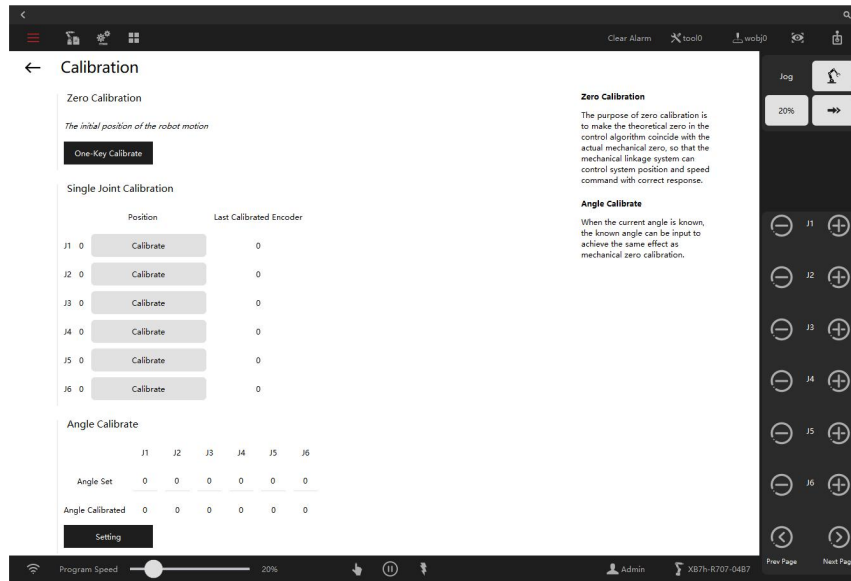 Clear Alarm tool0 wobj0
Calibration
Zero Calibration
The initial position of the robot motion
One-Key Calibrate
Single Joint Calibration
Position Last Calibrated Encoder
J1 0 Calibrate 0
J2 0 Calibrate 0
J3 0 Calibrate 0
J4 0 Calibrate 0
J5 0 Calibrate 0
J6 0 Calibrate 0
Angle Calibrate
J1 J2 J3 J4 J5 J6
Angle Set 0 0 0 0 0 0
Angle Calibrated 0 0 0 0 0 0
Setting
Zero Calibration
The purpose of zero calibration is
to make the theoretical zero in the
control algorithm coincide with the
actual mechanical zero, so that the
mechanical linkage system can
control system position and speed
command with correct response.
Angle Calibrate
When the current angle is known,
the known angle can be input to
achieve the same effect as
mechanical zero calibration.
Jog
20%
J1
J2
J3
J4
J5
J6
Prev Page Next Pag
Program Speed 20% Admin XB7h-R707-04B7